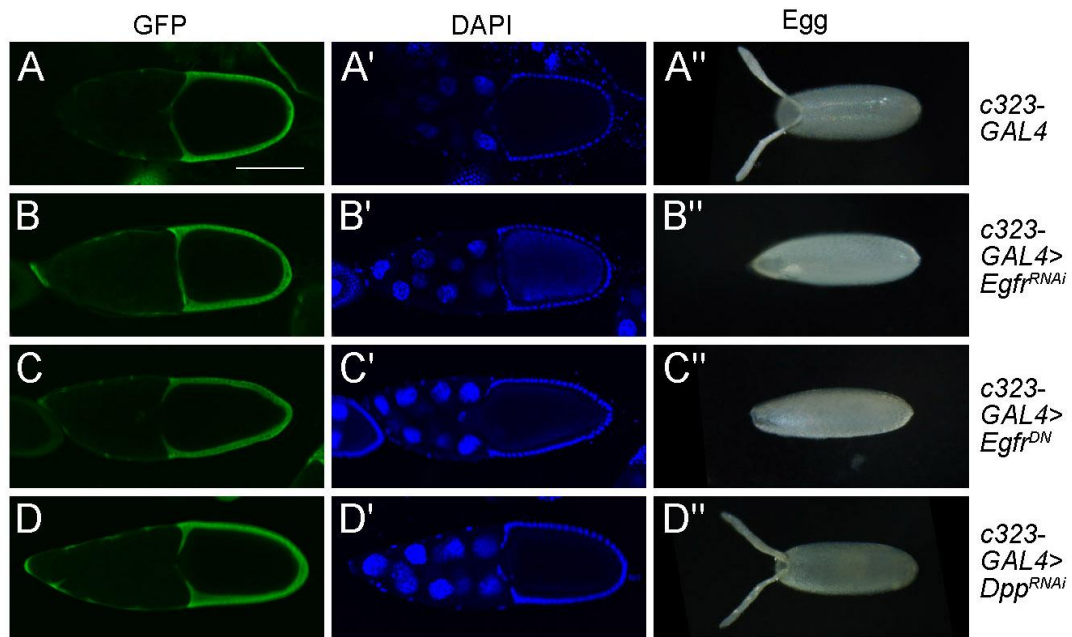 GFP DAPI Egg
A A' A"
c323-
GAL4
B B' B"
c323-
GAL4>
Egfr^RNAi
C C' C"
c323-
GAL4>
Egfr^DN
D D' D"
c323-
GAL4>
Dpp^RNAi